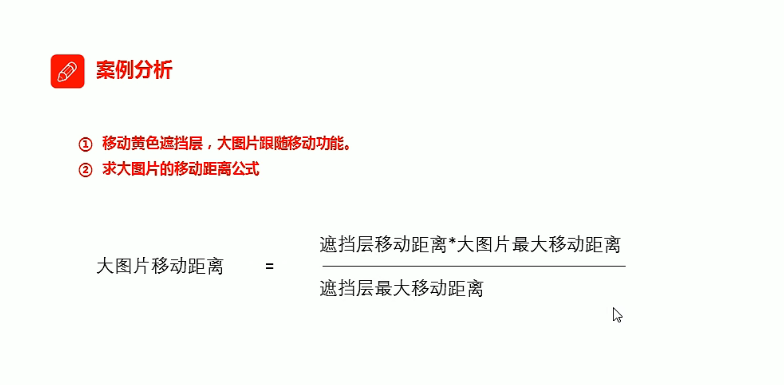 案例分析
① 移动黄色遮挡层，大图片跟随移动功能。
② 求大图片的移动距离公式
遮挡层移动距离*大图片最大移动距离
大图片移动距离 =
遮挡层最大移动距离